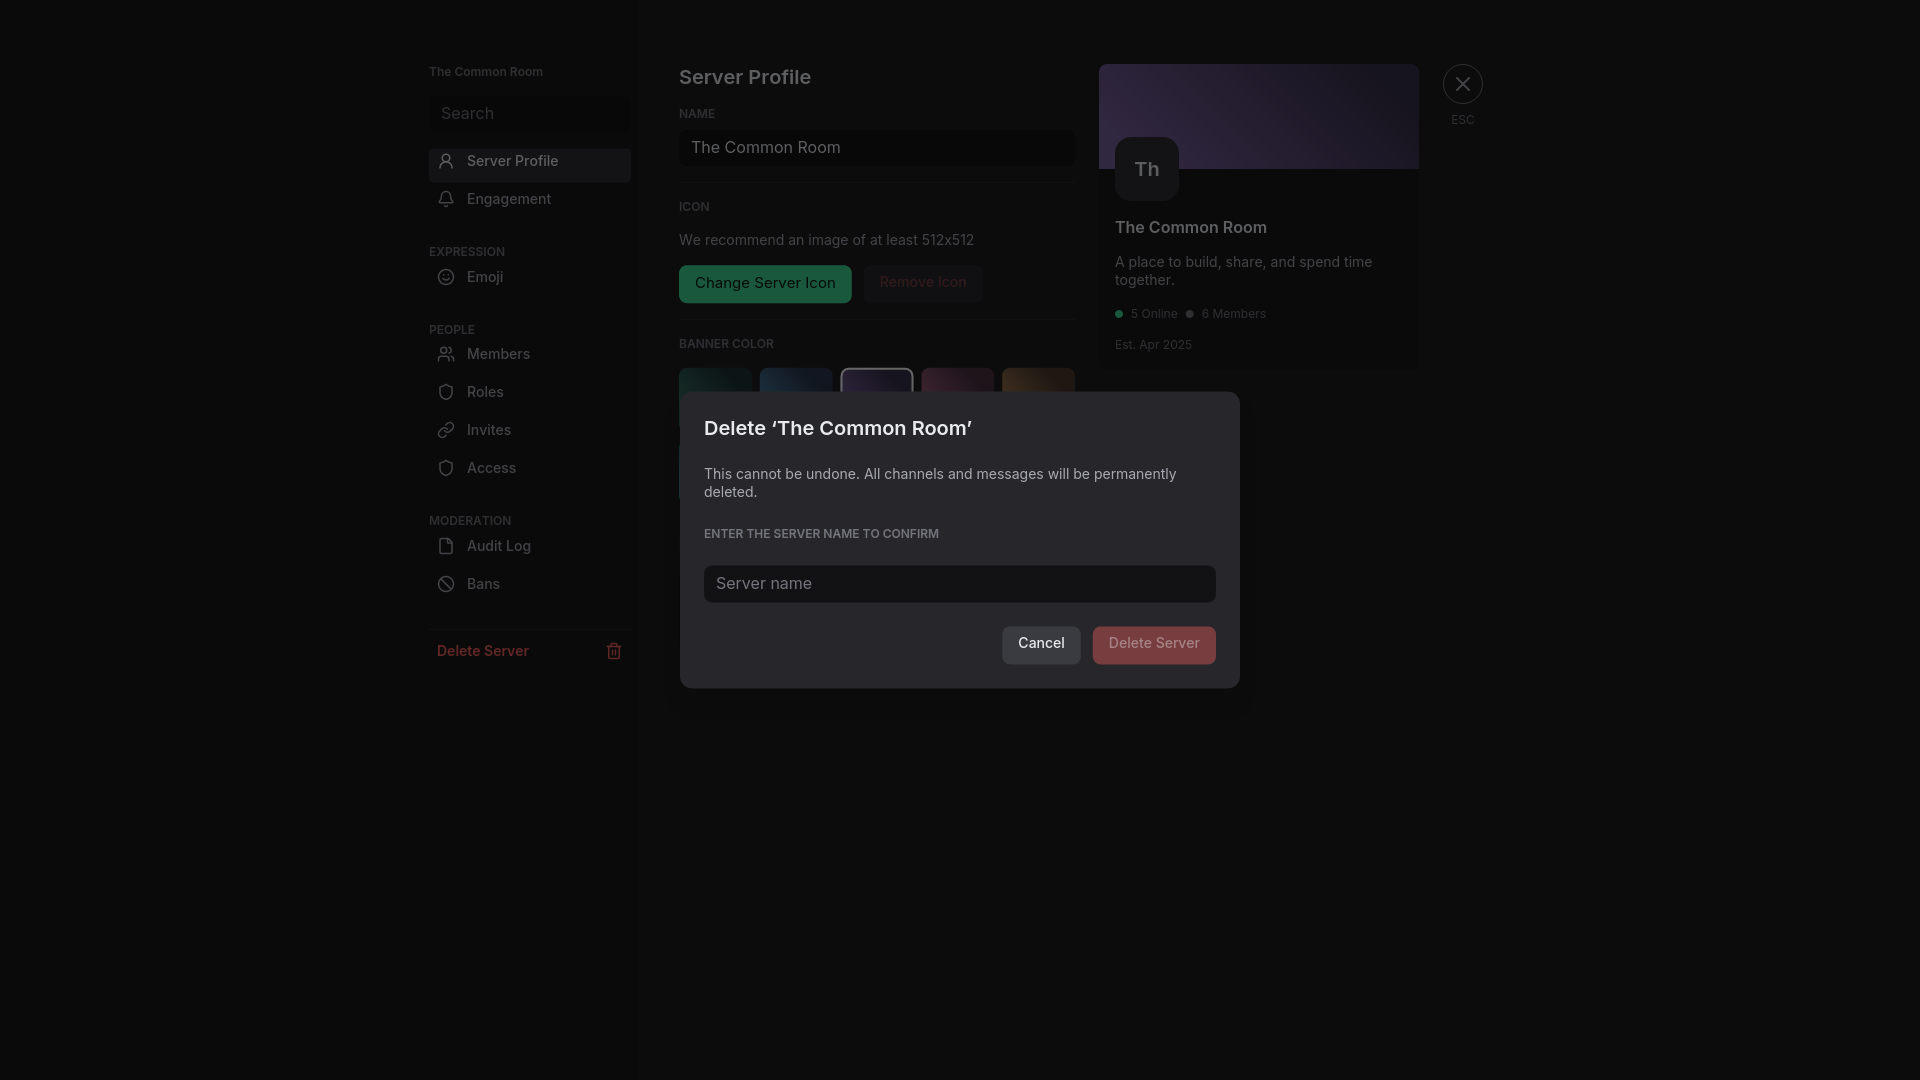 The Common Room
Search
Server Profile
Engagement
EXPRESSION
Emoji
PEOPLE
Members
Roles
Invites
Access
MODERATION
Audit Log
Bans
Delete Server
Server Profile
NAME
The Common Room
ICON
We recommend an image of at least 512x512
Change Server Icon
Remove Icon
BANNER COLOR
Th
The Common Room
A place to build, share, and spend time
together.
5 Online
6 Members
Est. Apr 2025
ESC
Delete ‘The Common Room’
This cannot be undone. All channels and messages will be permanently
deleted.
ENTER THE SERVER NAME TO CONFIRM
Server name
Cancel
Delete Server